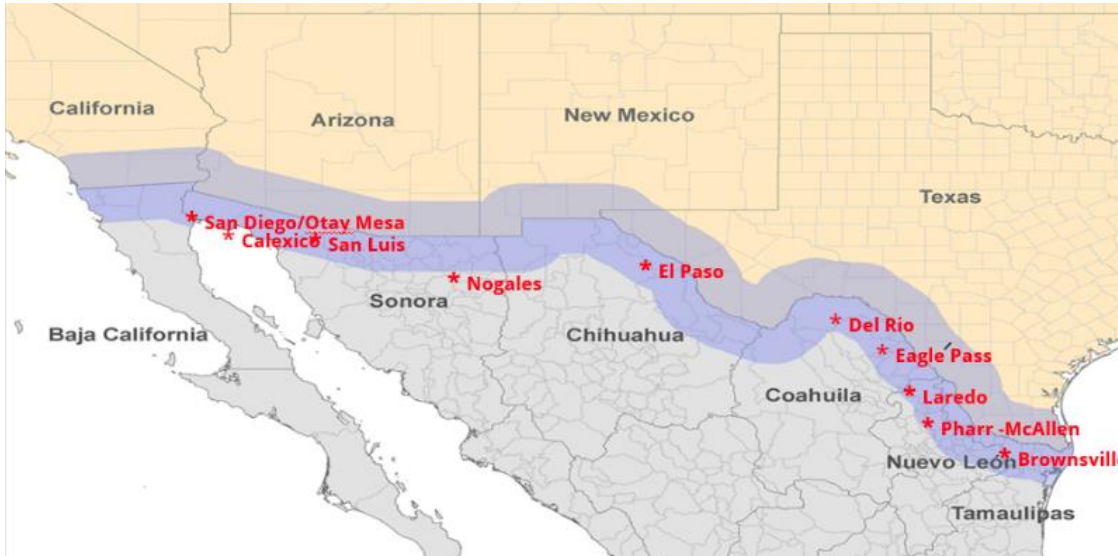 California
Arizona
New Mexico
Texas
* San Diego/Otay Mesa
* Calexico
* San Luis
* El Paso
* Nogales
Sonora
Baja California
Chihuahua
* Del Rio
* Eagle Pass
Coahuila
* Laredo
* Pharr -McAllen
Nuevo León
* Brownsville
Tamaulipas